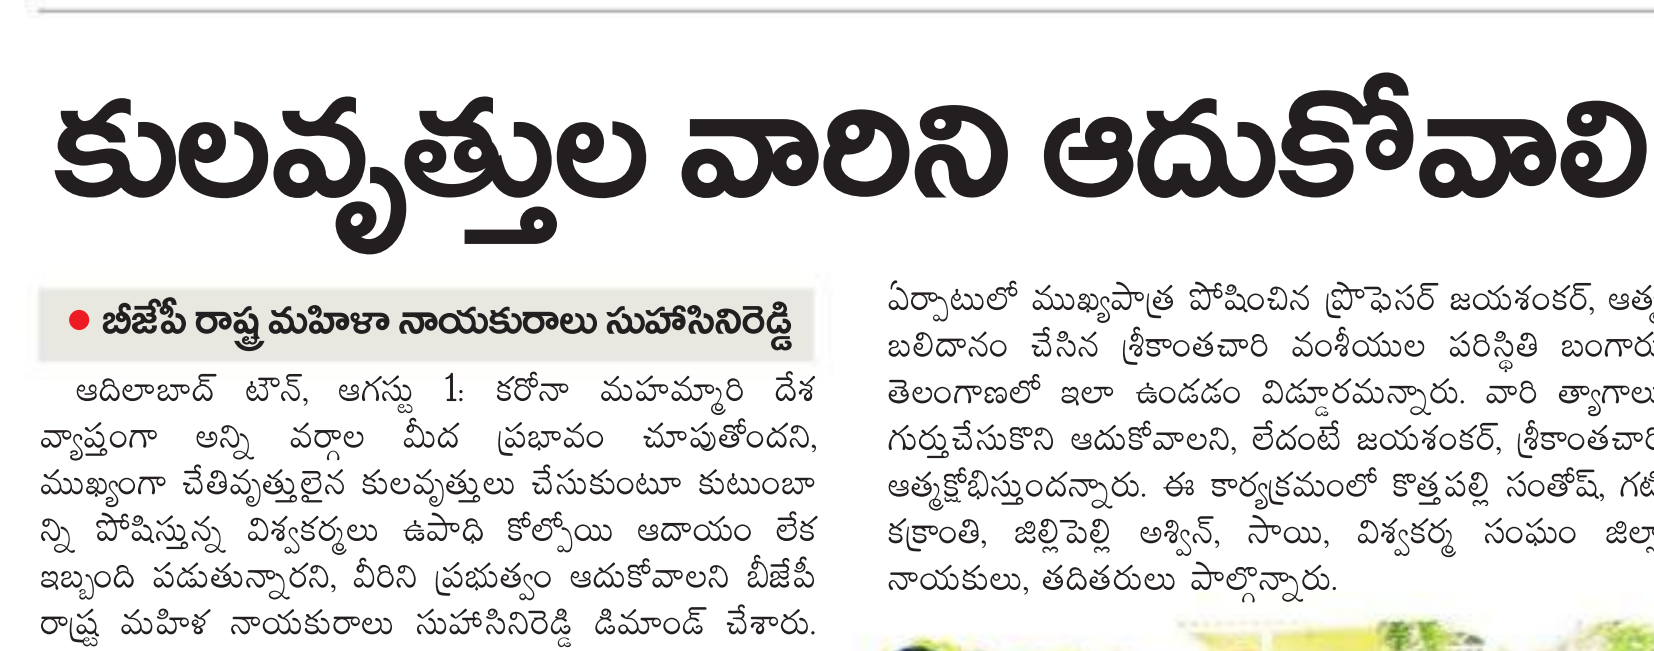 కులవృత్తుల వారిని ఆదుకోవాలి
• బీజేపీ రాష్ట్ర మహిళా నాయకురాలు సుహాసినిరెడ్డి
ఆదిలాబాద్ టౌన్, ఆగస్టు 1: కరోనా మహమ్మారి దేశ
వ్యాప్తంగా అన్ని వర్గాల మీద ప్రభావం చూపుతోందని,
ముఖ్యంగా చేతివృత్తులైన కులవృత్తులు చేసుకుంటూ కుటుంబా
న్ని పోషిస్తున్న విశ్వకర్మలు ఉపాధి కోల్పోయి ఆదాయం లేక
ఇబ్బంది పడుతున్నారని, వీరిని ప్రభుత్వం ఆదుకోవాలని బీజేపీ
రాష్ట్ర మహిళ నాయకురాలు సుహాసినిరెడ్డి డిమాండ్ చేశారు.
ఏర్పాటులో ముఖ్యపాత్ర పోషించిన ప్రొఫెసర్ జయశంకర్, ఆత్మ
బలిదానం చేసిన శ్రీకాంతచారి వంశీయుల పరిస్థితి బంగారు
తెలంగాణలో ఇలా ఉండడం విడ్డూరమన్నారు. వారి త్యాగాలు
గుర్తుచేసుకొని ఆదుకోవాలని, లేదంటే జయశంకర్, శ్రీకాంతచారి
ఆత్మక్షోభిస్తుందన్నారు. ఈ కార్యక్రమంలో కొత్తపల్లి సంతోష్, గటి
కక్రాంతి, జిల్లిపెల్లి అశ్విన్, సాయి, విశ్వకర్మ సంఘం జిల్లా
నాయకులు, తదితరులు పాల్గొన్నారు.